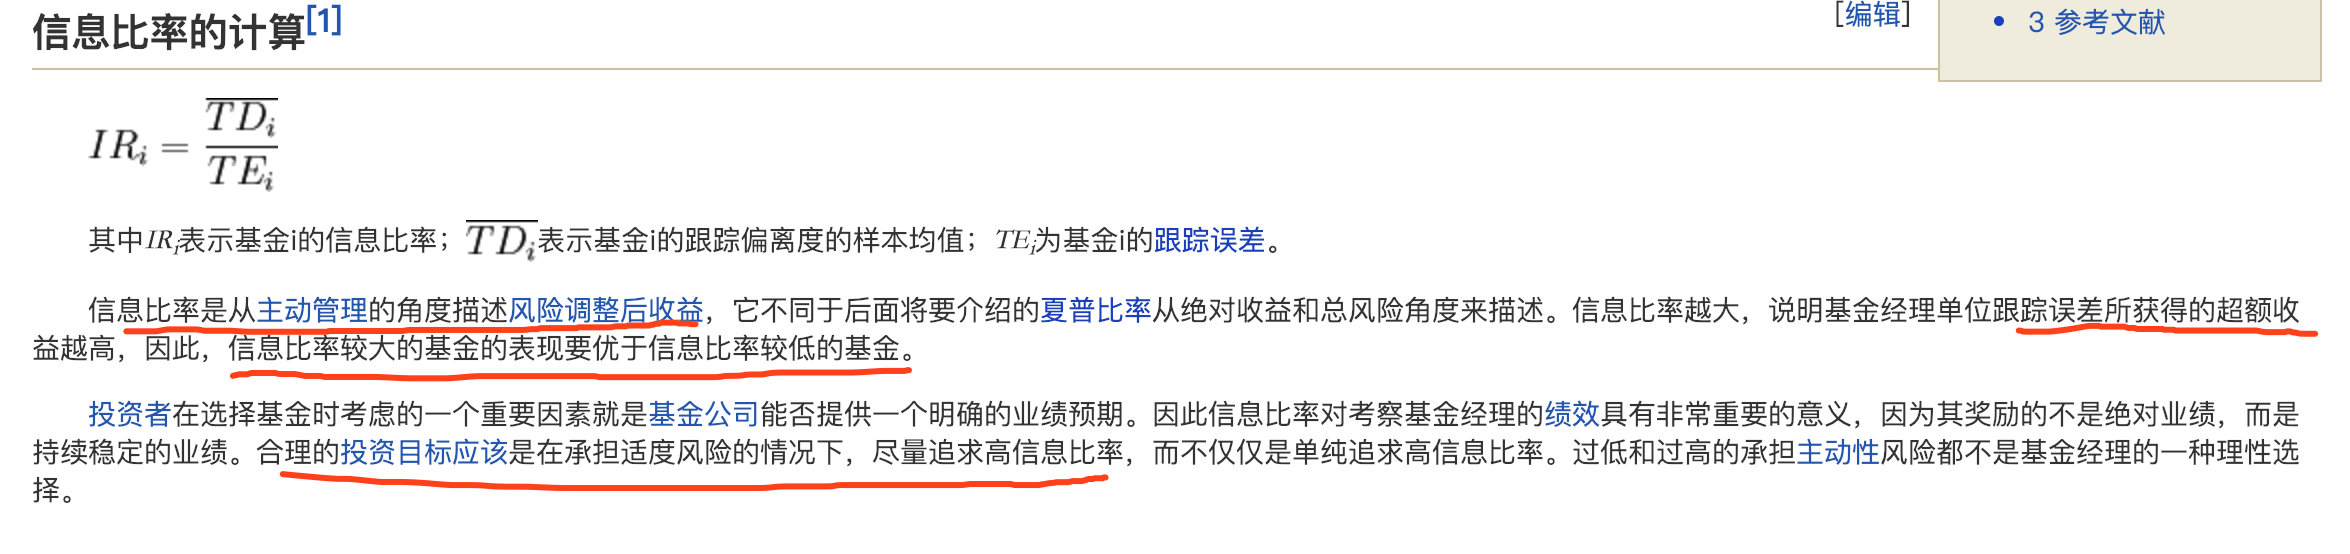 信息比率的计算[1]
[编辑]
3 参考文献
IRᵢ = T̅D̅ᵢ / TEᵢ
其中IRᵢ表示基金i的信息比率；T̅D̅ᵢ表示基金i的跟踪偏离度的样本均值；TEᵢ为基金i的跟踪误差。
信息比率是从主动管理的角度描述风险调整后收益，它不同于后面将要介绍的夏普比率从绝对收益和总风险角度来描述。信息比率越大，说明基金经理单位跟踪误差所获得的超额收
益越高，因此，信息比率较大的基金的表现要优于信息比率较低的基金。
投资者在选择基金时考虑的一个重要因素就是基金公司能否提供一个明确的业绩预期。因此信息比率对考察基金经理的绩效具有非常重要的意义，因为其奖励的不是绝对业绩，而是
持续稳定的业绩。合理的投资目标应该是在承担适度风险的情况下，尽量追求高信息比率，而不仅仅是单纯追求高信息比率。过低和过高的承担主动性风险都不是基金经理的一种理性选
择。